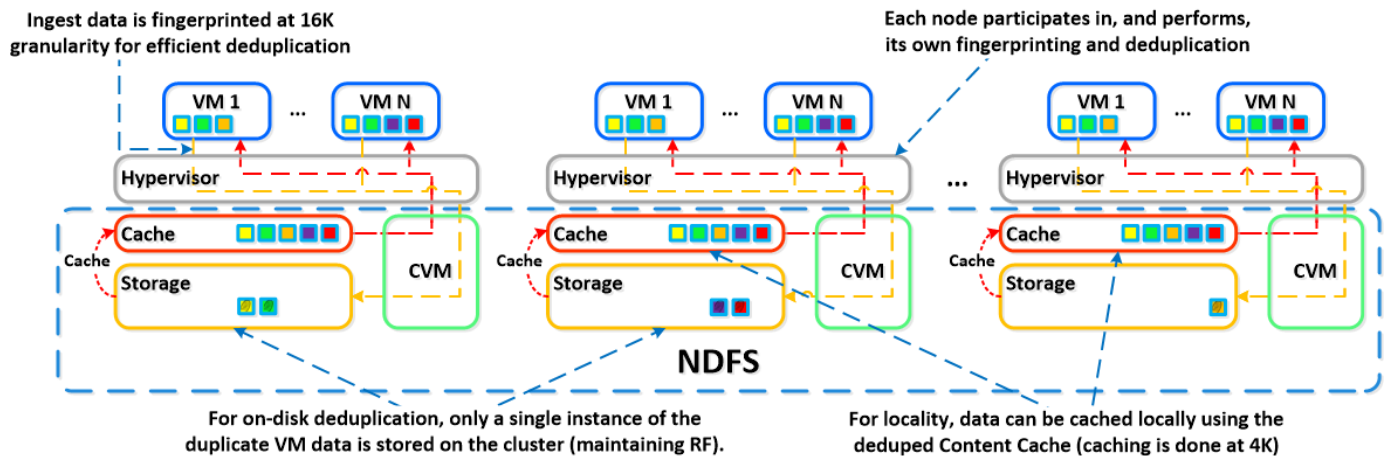 Ingest data is fingerprinted at 16K
granularity for efficient deduplication
Each node participates in, and performs,
its own fingerprinting and deduplication
VM 1
...
VM N
VM 1
...
VM N
VM 1
...
VM N
Hypervisor
Hypervisor
...
Hypervisor
Cache
Cache
CVM
Storage
Cache
Cache
CVM
Storage
Cache
Cache
CVM
Storage
NDFS
For on-disk deduplication, only a single instance of the
duplicate VM data is stored on the cluster (maintaining RF).
For locality, data can be cached locally using the
deduped Content Cache (caching is done at 4K)